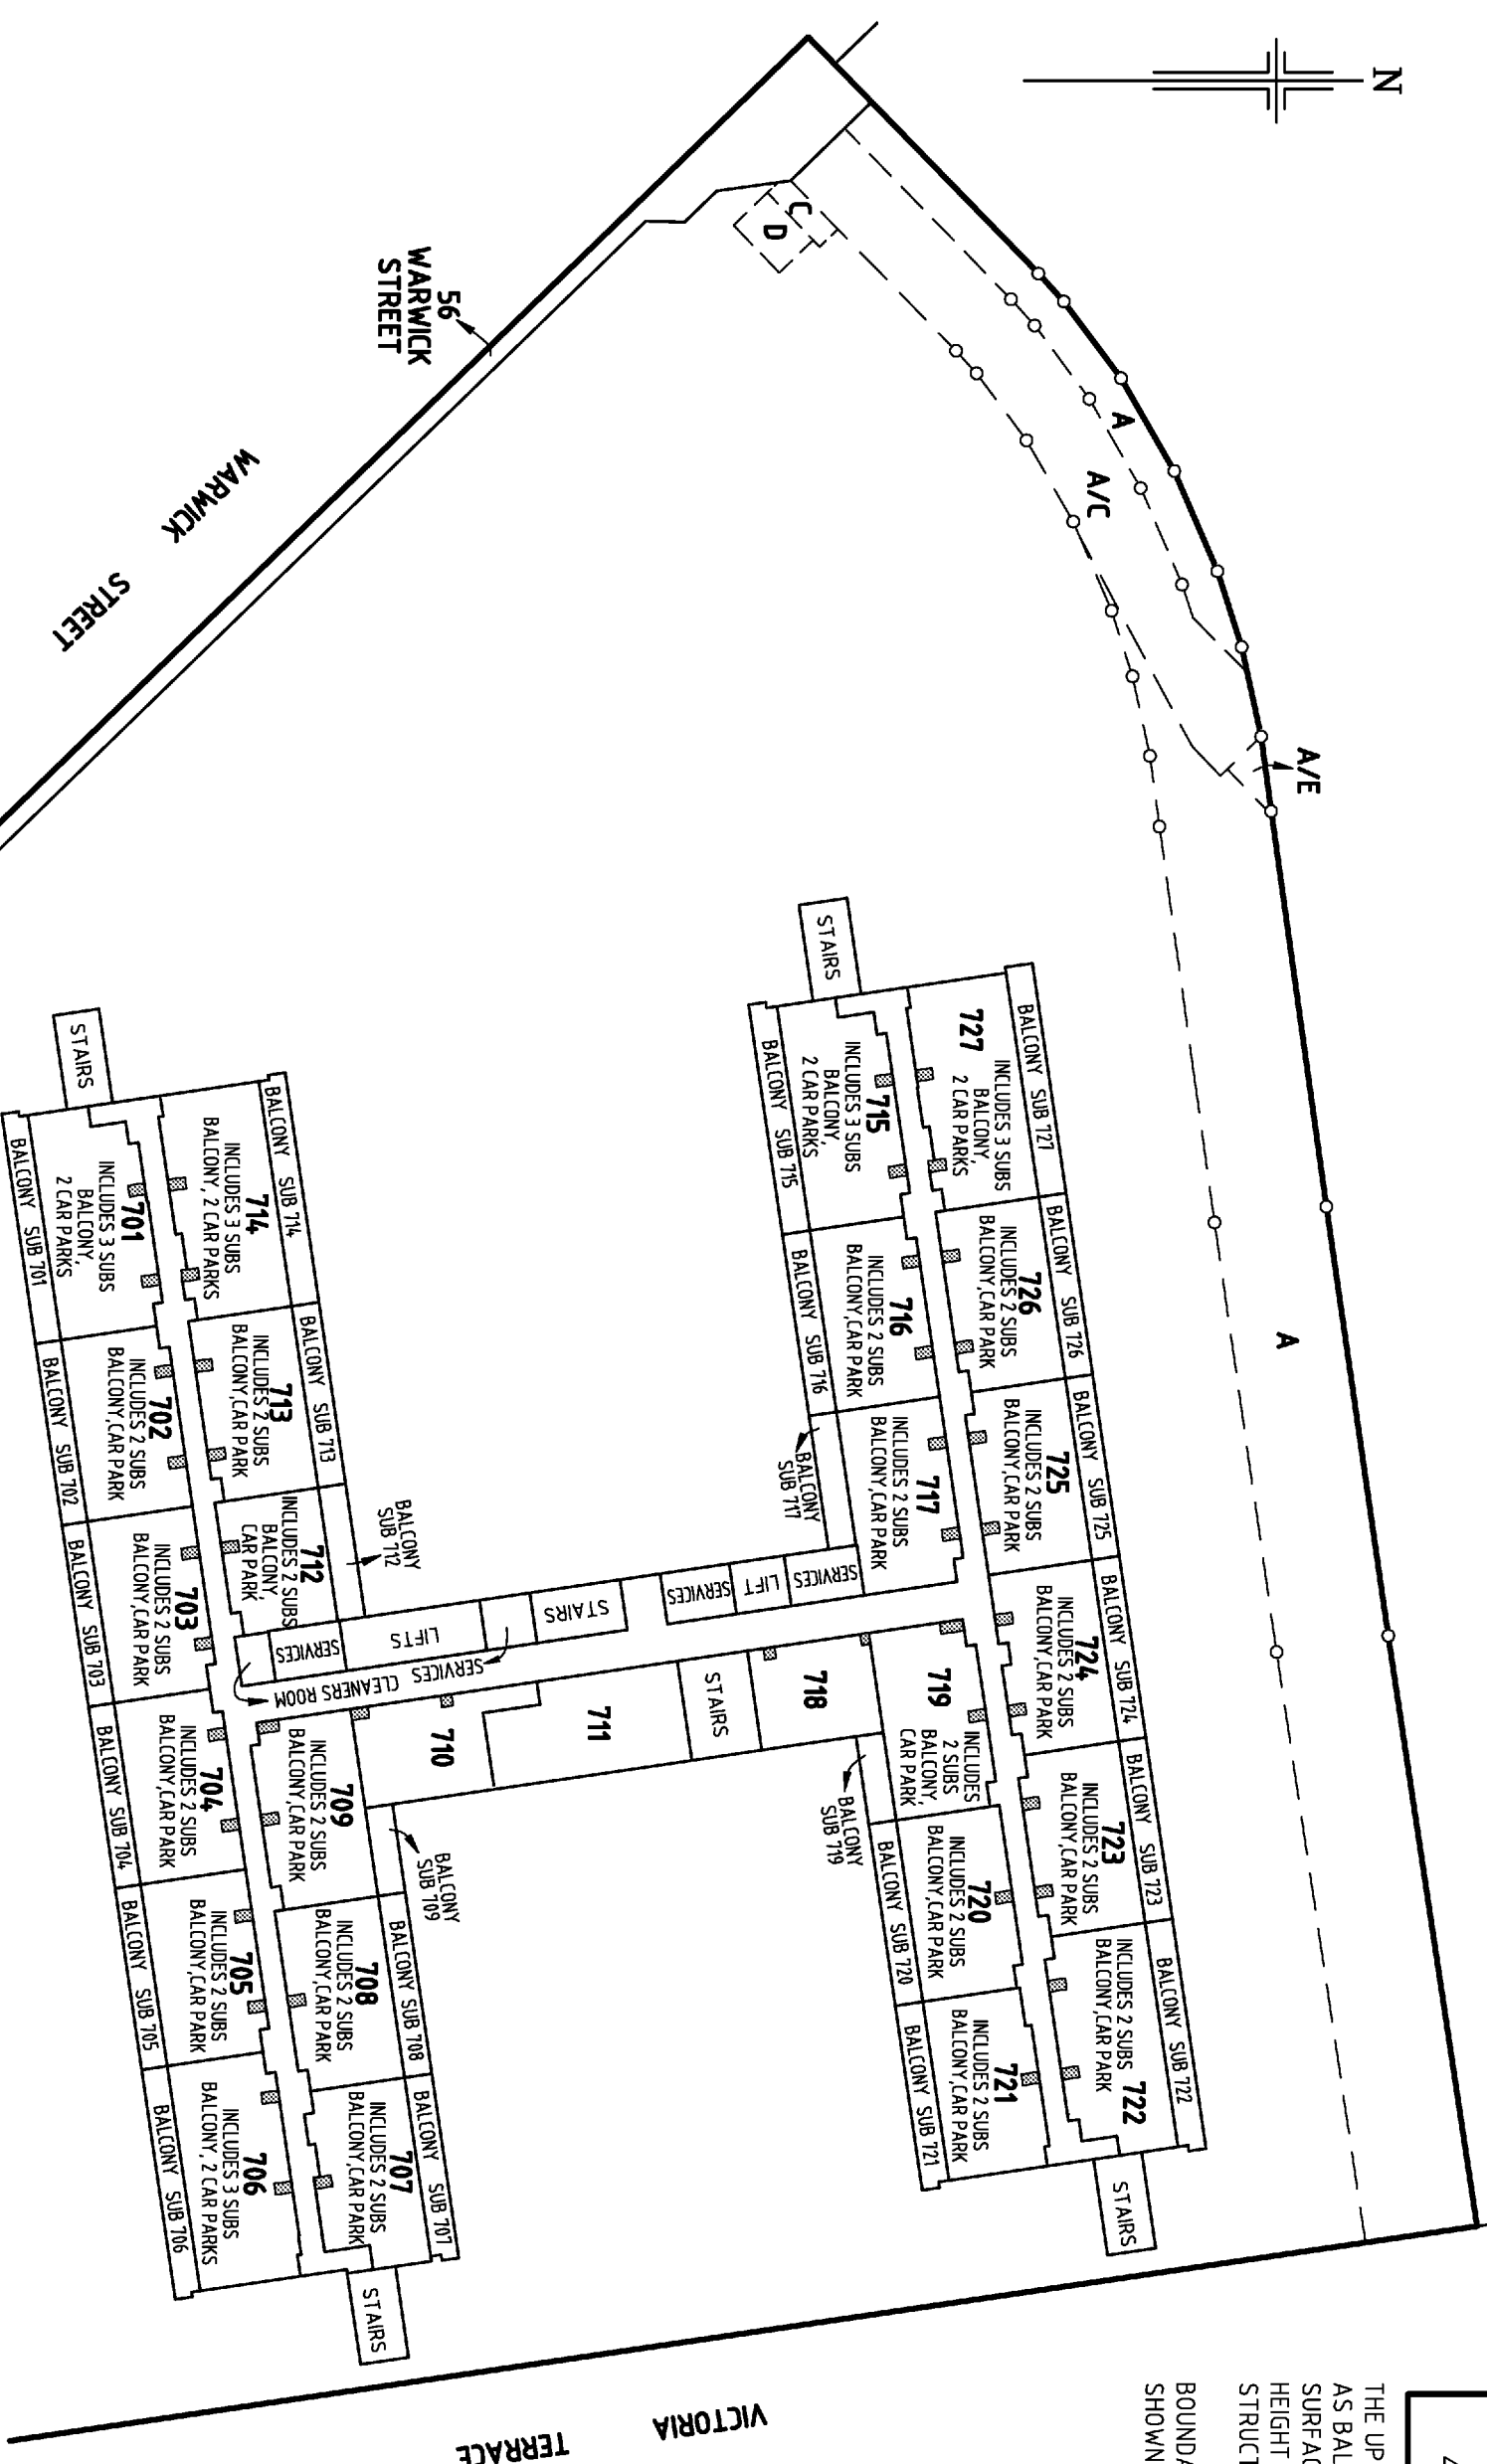 N
A
A/C
A/E
A
C
D
56
WARWICK
STREET
WARWICK
STREET
VICTORIA
TERRACE
STAIRS
BALCONY SUB 727
727
INCLUDES 3 SUBS
BALCONY,
2 CAR PARKS
BALCONY SUB 726
726
INCLUDES 2 SUBS
BALCONY,CAR PARK
BALCONY SUB 725
725
INCLUDES 2 SUBS
BALCONY,CAR PARK
BALCONY SUB 724
724
INCLUDES 2 SUBS
BALCONY,CAR PARK
BALCONY SUB 723
723
INCLUDES 2 SUBS
BALCONY,CAR PARK
BALCONY SUB 722
722
INCLUDES 2 SUBS
BALCONY,CAR PARK
STAIRS
715
INCLUDES 3 SUBS
BALCONY,
2 CAR PARKS
BALCONY SUB 715
716
INCLUDES 2 SUBS
BALCONY,CAR PARK
BALCONY SUB 716
717
INCLUDES 2 SUBS
BALCONY,CAR PARK
BALCONY
SUB 717
SERVICES
LIFT
SERVICES
STAIRS
SERVICES
LIFTS
SERVICES
CLEANERS ROOM
719
INCLUDES
2 SUBS
BALCONY,
CAR PARK
BALCONY
SUB 719
720
INCLUDES 2 SUBS
BALCONY,CAR PARK
BALCONY SUB 720
721
INCLUDES 2 SUBS
BALCONY,CAR PARK
BALCONY SUB 721
718
STAIRS
711
710
STAIRS
BALCONY SUB 714
714
INCLUDES 3 SUBS
BALCONY, 2 CAR PARKS
BALCONY SUB 713
713
INCLUDES 2 SUBS
BALCONY,CAR PARK
BALCONY
SUB 712
712
INCLUDES 2 SUBS
BALCONY,
CAR PARK
BALCONY
SUB 709
709
INCLUDES 2 SUBS
BALCONY,CAR PARK
BALCONY SUB 708
708
INCLUDES 2 SUBS
BALCONY,CAR PARK
BALCONY SUB 707
707
INCLUDES 2 SUBS
BALCONY,CAR PARK
STAIRS
701
INCLUDES 3 SUBS
BALCONY,
2 CAR PARKS
BALCONY SUB 701
702
INCLUDES 2 SUBS
BALCONY,CAR PARK
BALCONY SUB 702
703
INCLUDES 2 SUBS
BALCONY,CAR PARK
BALCONY SUB 703
704
INCLUDES 2 SUBS
BALCONY,CAR PARK
BALCONY SUB 704
705
INCLUDES 2 SUBS
BALCONY,CAR PARK
BALCONY SUB 705
706
INCLUDES 3 SUBS
BALCONY, 2 CAR PARKS
BALCONY SUB 706
THE UP
AS BAL
SURFAC
HEIGHT
STRUCT
BOUNDA
SHOWN